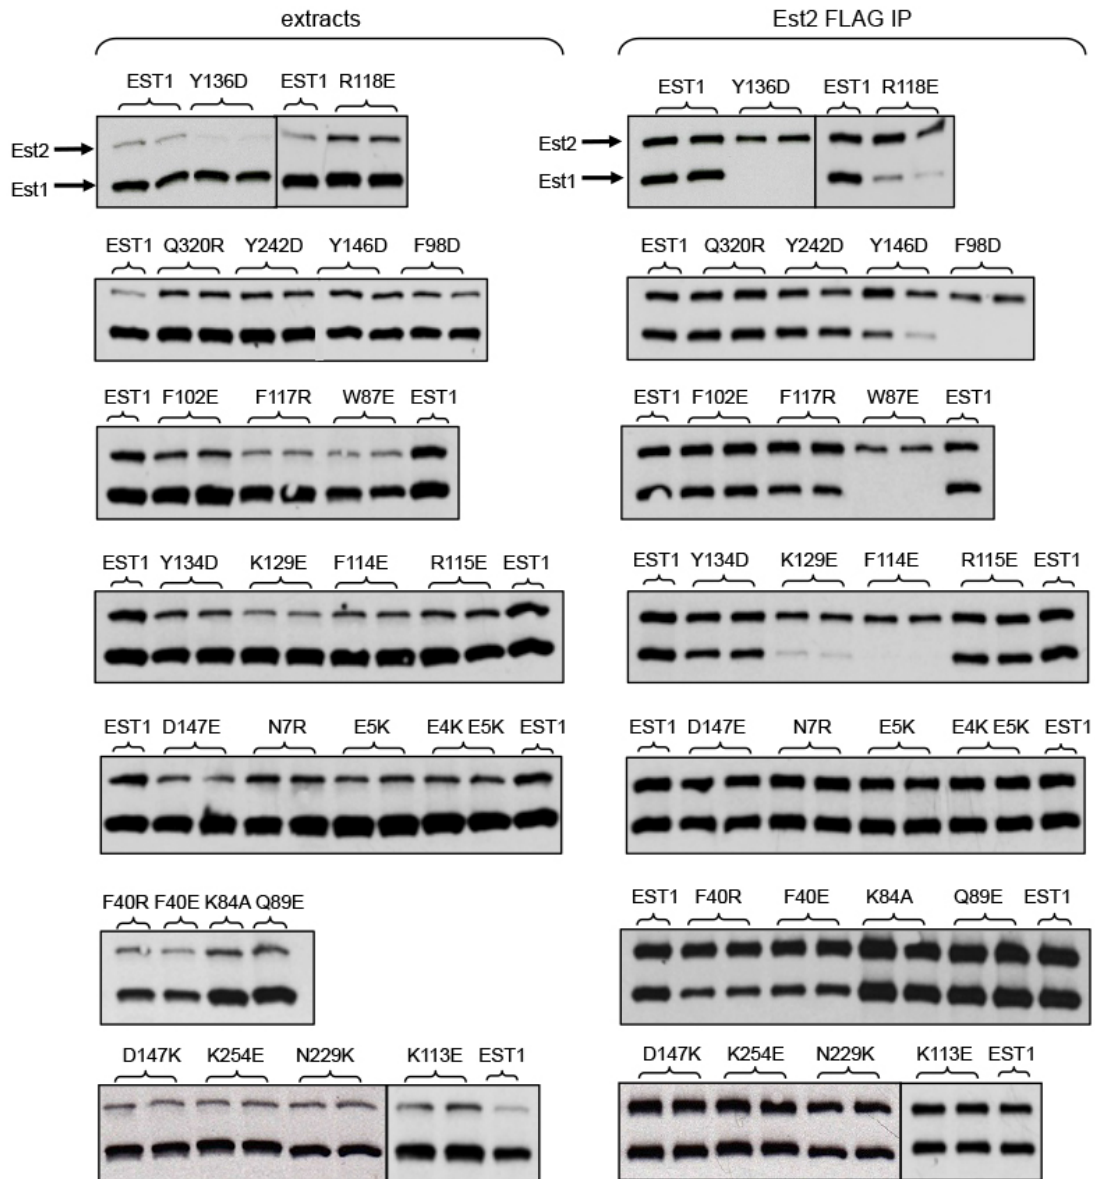 extracts Est2 FLAG IP
EST1 Y136D EST1 R118E EST1 Y136D EST1 R118E
Est2 Est2
Est1 Est1
EST1 Q320R Y242D Y146D F98D EST1 Q320R Y242D Y146D F98D
EST1 F102E F117R W87E EST1 EST1 F102E F117R W87E EST1
EST1 Y134D K129E F114E R115E EST1 EST1 Y134D K129E F114E R115E EST1
EST1 D147E N7R E5K E4K E5K EST1 EST1 D147E N7R E5K E4K E5K EST1
F40R F40E K84A Q89E EST1 F40R F40E K84A Q89E EST1
D147K K254E N229K K113E EST1 D147K K254E N229K K113E EST1